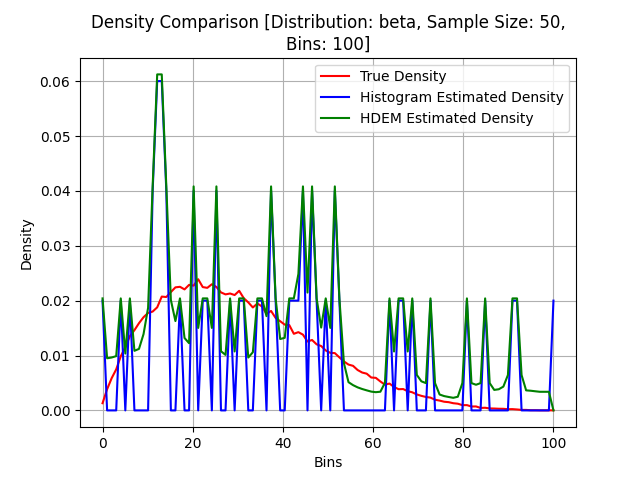 Density Comparison [Distribution: beta, Sample Size: 50,
Bins: 100]
True Density
Histogram Estimated Density
HDEM Estimated Density
Density
0.06
0.05
0.04
0.03
0.02
0.01
0.00
0 20 40 60 80 100
Bins